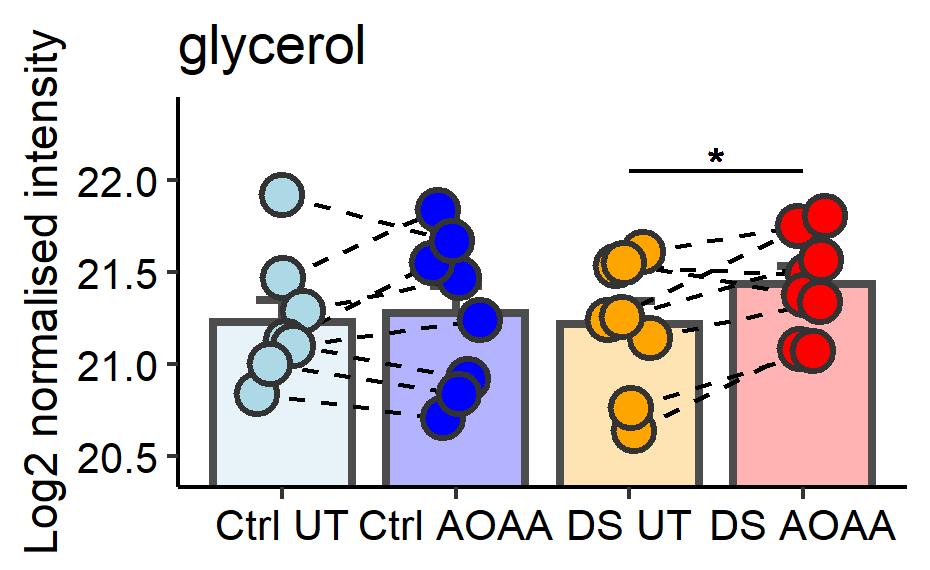 glycerol
Log2 normalised intensity
22.0
21.5
21.0
20.5
*
Ctrl UT Ctrl AOAA DS UT DS AOAA